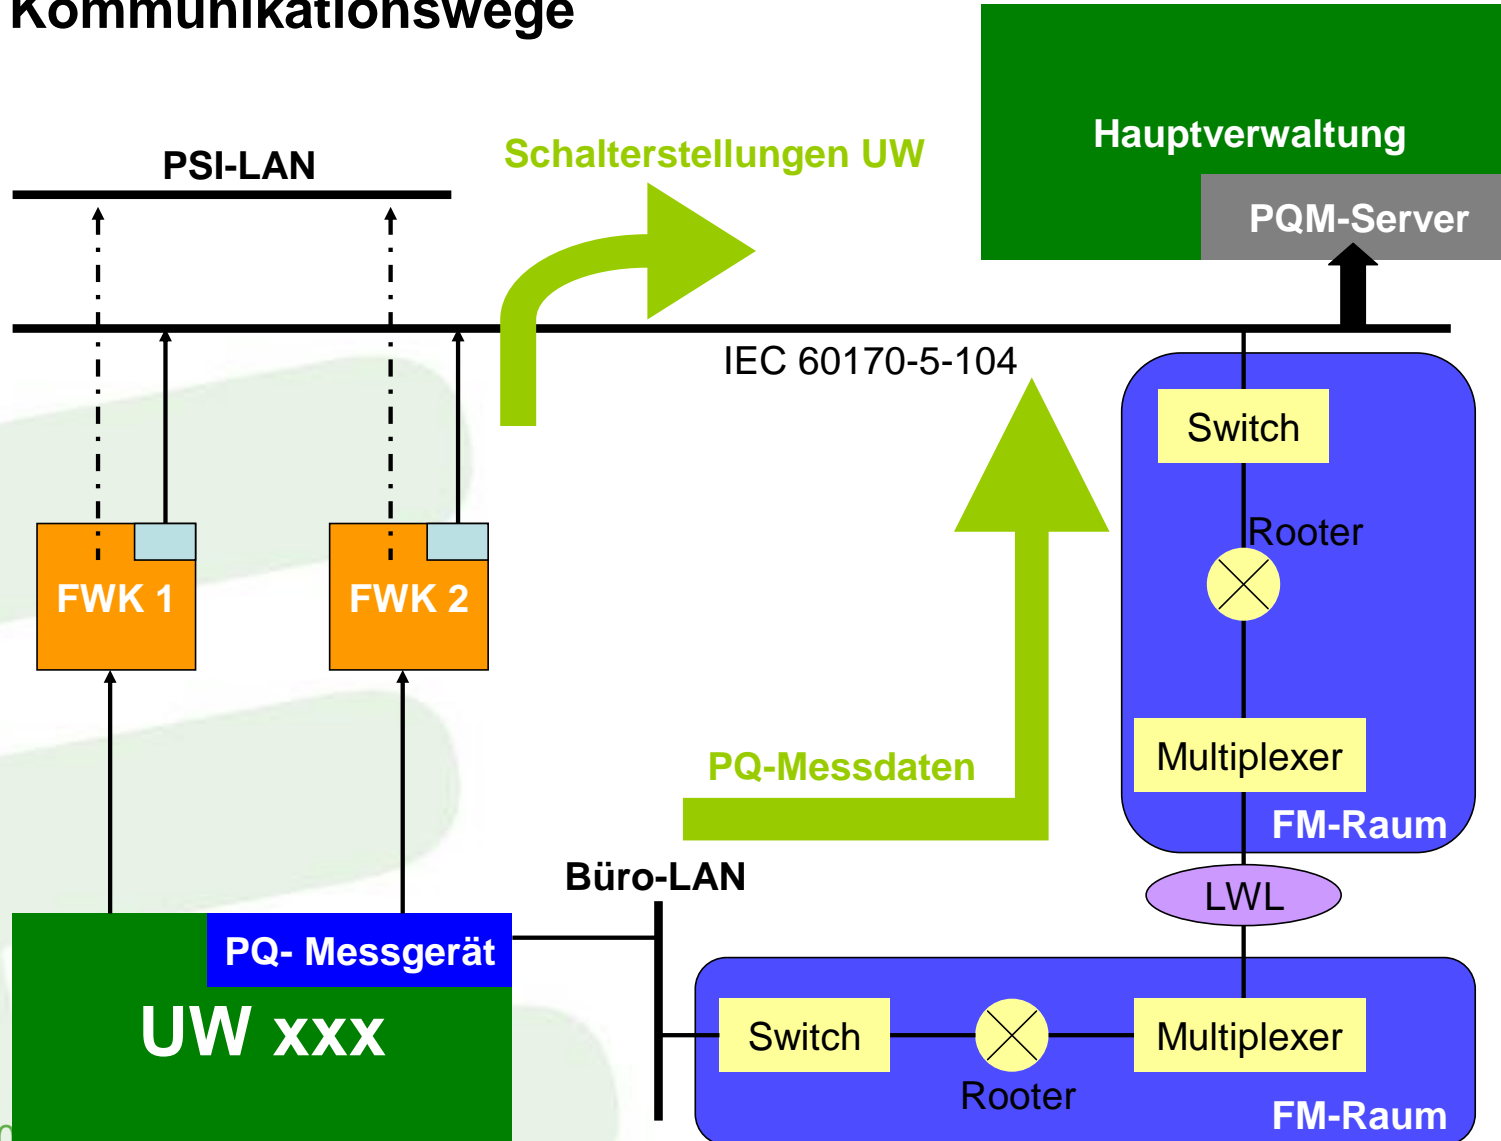 Kommunikationswege
Hauptverwaltung
PQM-Server
PSI-LAN
Schalterstellungen UW
IEC 60170-5-104
Switch
Rooter
FWK 1
FWK 2
Multiplexer
FM-Raum
PQ-Messdaten
LWL
Büro-LAN
PQ- Messgerät
UW xxx
Switch
Rooter
Multiplexer
FM-Raum